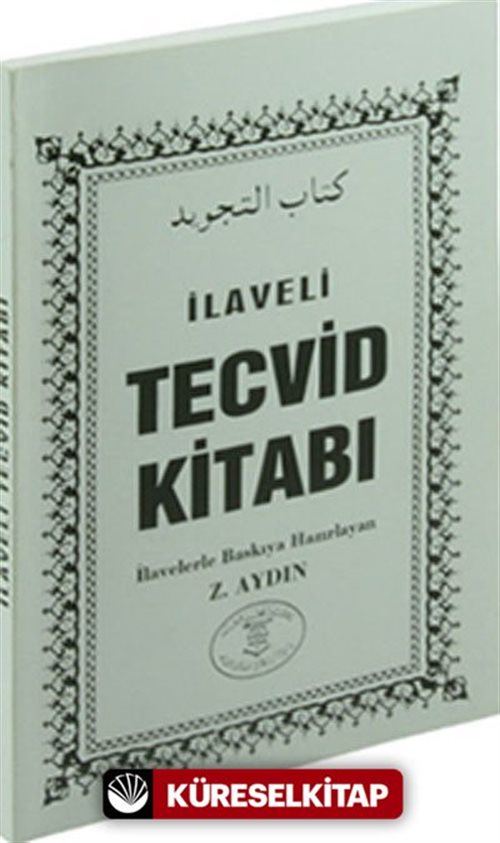 كتاب التجويد
İLAVELİ
TECVİD
KİTABI
İlavelerle Baskıya Hazırlayan
Z. AYDIN
İLAVELİ TECVİD KİTABI
KÜRESELKİTAP